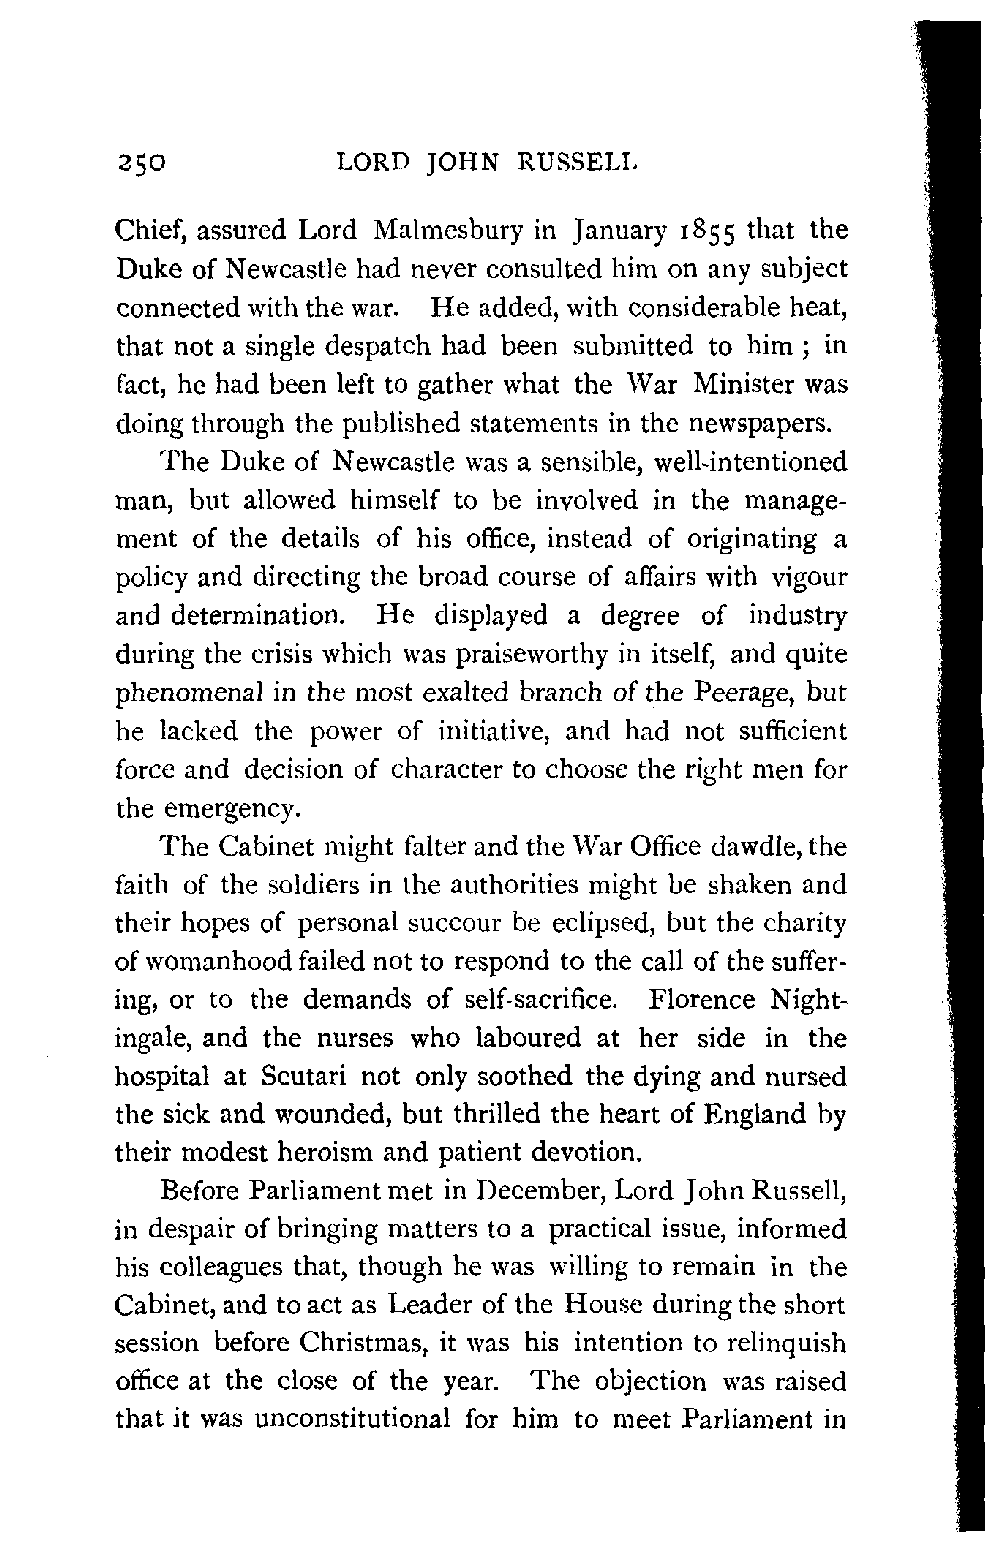 250 LORD JOHN RUSSELL
Chief, assured Lord Malmesbury in January 1855 that the
Duke of Newcastle had never consulted him on any subject
connected with the war. He added, with considerable heat,
that not a single despatch had been submitted to him ; in
fact, he had been left to gather what the War Minister was
doing through the published statements in the newspapers.
The Duke of Newcastle was a sensible, well-intentioned
man, but allowed himself to be involved in the manage-
ment of the details of his office, instead of originating a
policy and directing the broad course of affairs with vigour
and determination. He displayed a degree of industry
during the crisis which was praiseworthy in itself, and quite
phenomenal in the most exalted branch of the Peerage, but
he lacked the power of initiative, and had not sufficient
force and decision of character to choose the right men for
the emergency.
The Cabinet might falter and the War Office dawdle, the
faith of the soldiers in the authorities might be shaken and
their hopes of personal succour be eclipsed, but the charity
of womanhood failed not to respond to the call of the suffer-
ing, or to the demands of self-sacrifice. Florence Night-
ingale, and the nurses who laboured at her side in the
hospital at Scutari not only soothed the dying and nursed
the sick and wounded, but thrilled the heart of England by
their modest heroism and patient devotion.
Before Parliament met in December, Lord John Russell,
in despair of bringing matters to a practical issue, informed
his colleagues that, though he was willing to remain in the
Cabinet, and to act as Leader of the House during the short
session before Christmas, it was his intention to relinquish
office at the close of the year. The objection was raised
that it was unconstitutional for him to meet Parliament in